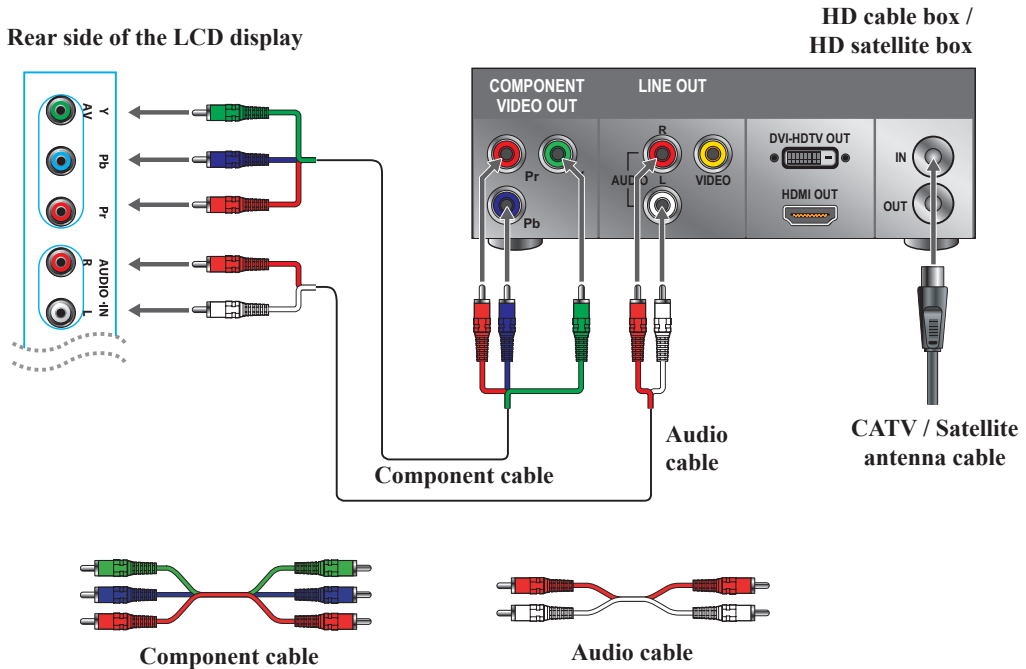 Rear side of the LCD display
HD cable box /
HD satellite box
Y
AV
Pb
Pr
R
AUDIO-IN
L
COMPONENT
VIDEO OUT
LINE OUT
R
Pr
AUDIO
L
VIDEO
Pb
DVI-HDTV OUT
HDMI OUT
IN
OUT
Component cable
Audio
cable
CATV / Satellite
antenna cable
Component cable
Audio cable